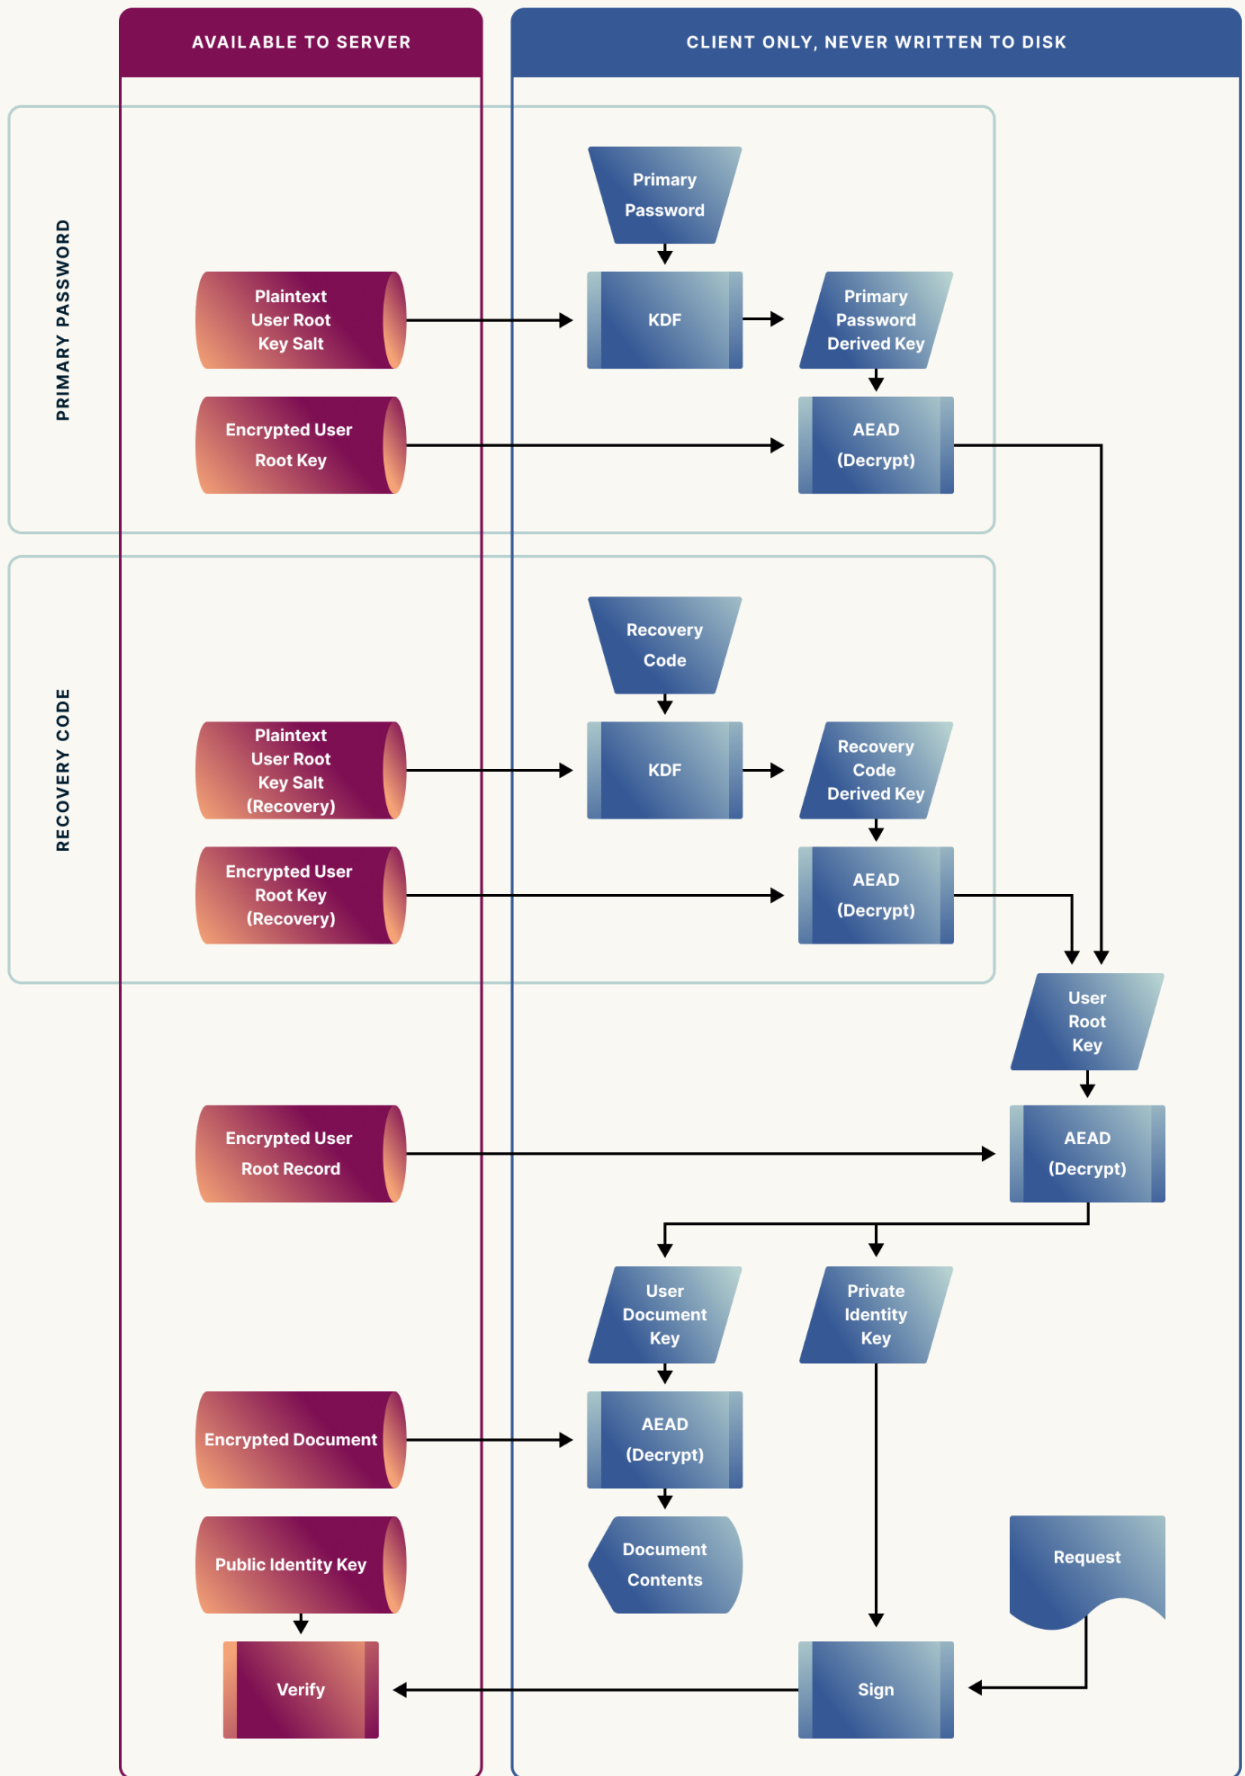 AVAILABLE TO SERVER
CLIENT ONLY, NEVER WRITTEN TO DISK
PRIMARY PASSWORD
Primary
Password
Plaintext
User Root
Key Salt
KDF
Primary
Password
Derived Key
Encrypted User
Root Key
AEAD
(Decrypt)
RECOVERY CODE
Recovery
Code
Plaintext
User Root
Key Salt
(Recovery)
KDF
Recovery
Code
Derived Key
Encrypted User
Root Key
(Recovery)
AEAD
(Decrypt)
User
Root
Key
Encrypted User
Root Record
AEAD
(Decrypt)
User
Document
Key
Private
Identity
Key
Encrypted Document
AEAD
(Decrypt)
Public Identity Key
Document
Contents
Request
Verify
Sign